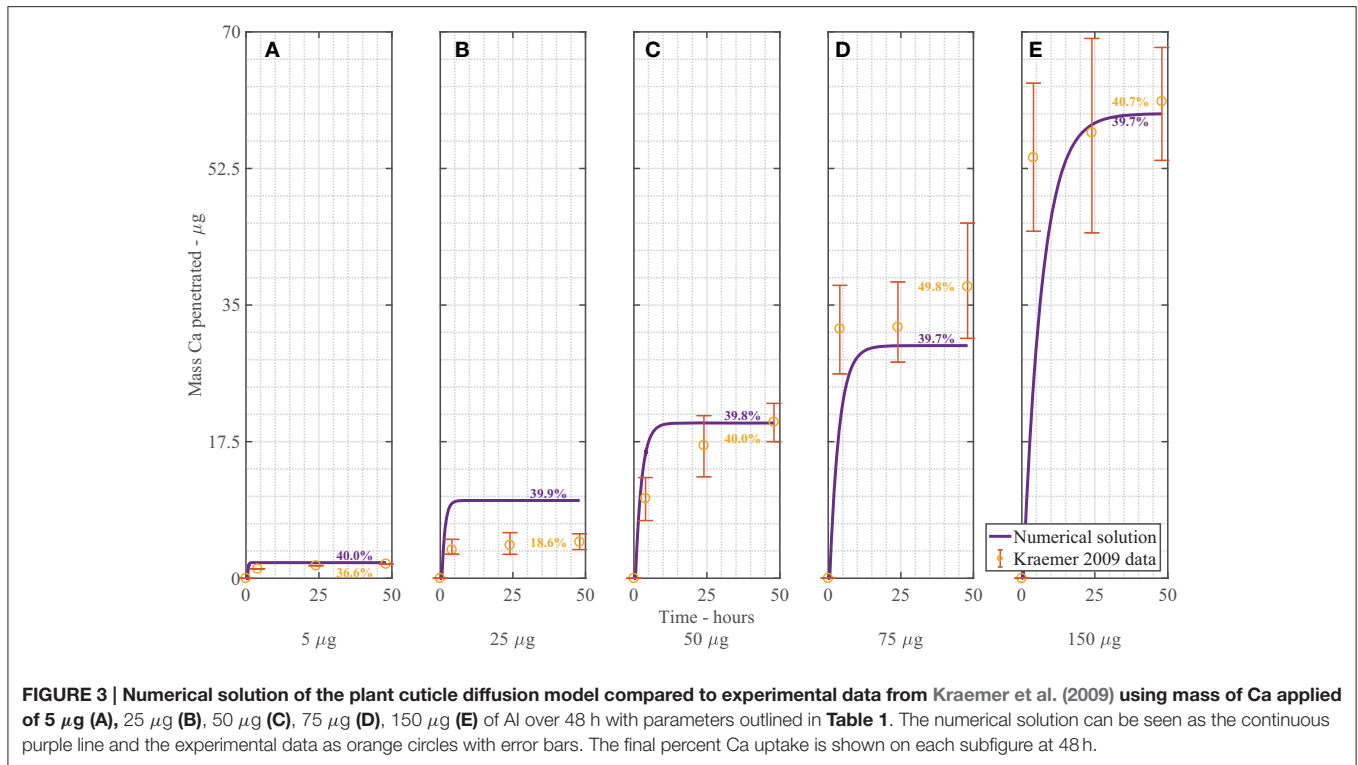 A B C D E
70
52.5
35
17.5
0
Mass Ca penetrated - μg
40.0%
36.6%
39.9%
18.6%
39.8%
40.0%
49.8%
39.7%
40.7%
39.7%
Numerical solution
Kraemer 2009 data
0 25 50 0 25 50 0 25 50 0 25 50 0 25 50
Time - hours
5 μg 25 μg 50 μg 75 μg 150 μg
FIGURE 3 | Numerical solution of the plant cuticle diffusion model compared to experimental data from Kraemer et al. (2009) using mass of Ca applied
of 5 μg (A), 25 μg (B), 50 μg (C), 75 μg (D), 150 μg (E) of AI over 48 h with parameters outlined in Table 1. The numerical solution can be seen as the continuous
purple line and the experimental data as orange circles with error bars. The final percent Ca uptake is shown on each subfigure at 48 h.